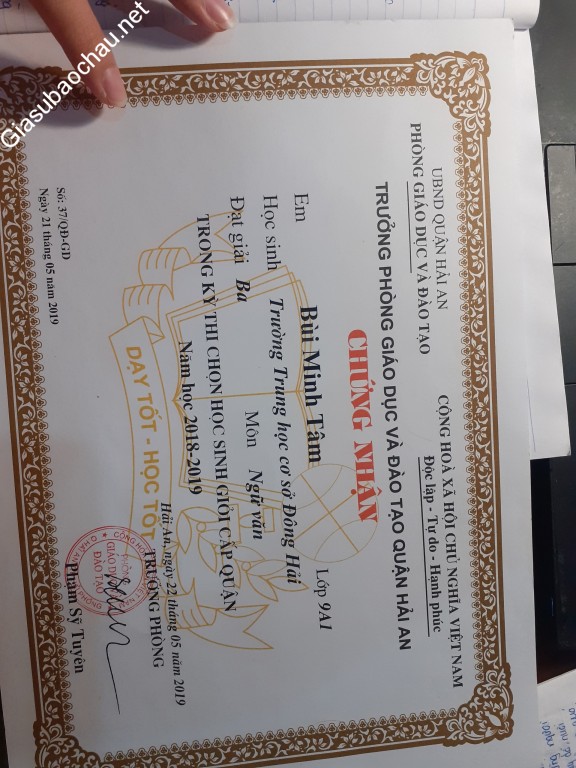 Giasubaochau.net
UBND QUẬN HẢI AN
PHÒNG GIÁO DỤC VÀ ĐÀO TẠO
CỘNG HOÀ XÃ HỘI CHỦ NGHĨA VIỆT NAM
Độc lập - Tự do - Hạnh phúc
TRƯỞNG PHÒNG GIÁO DỤC VÀ ĐÀO TẠO QUẬN HẢI AN
CHỨNG NHẬN
Em Bùi Minh Tâm Lớp 9A1
Học sinh Trường Trung học cơ sở Đông Hải
Đạt giải Ba Môn Ngữ văn
TRONG KỲ THI CHỌN HỌC SINH GIỎI CẤP QUẬN
Năm học 2018-2019
DẠY TỐT - HỌC TỐT
Hải An, ngày 22 tháng 05 năm 2019
TRƯỞNG PHÒNG
PHÒNG
GIÁO DỤC
ĐÀO TẠO
Phạm Sỹ Tuyên
Số: 37/QĐ-GD
Ngày 21 tháng 05 năm 2019